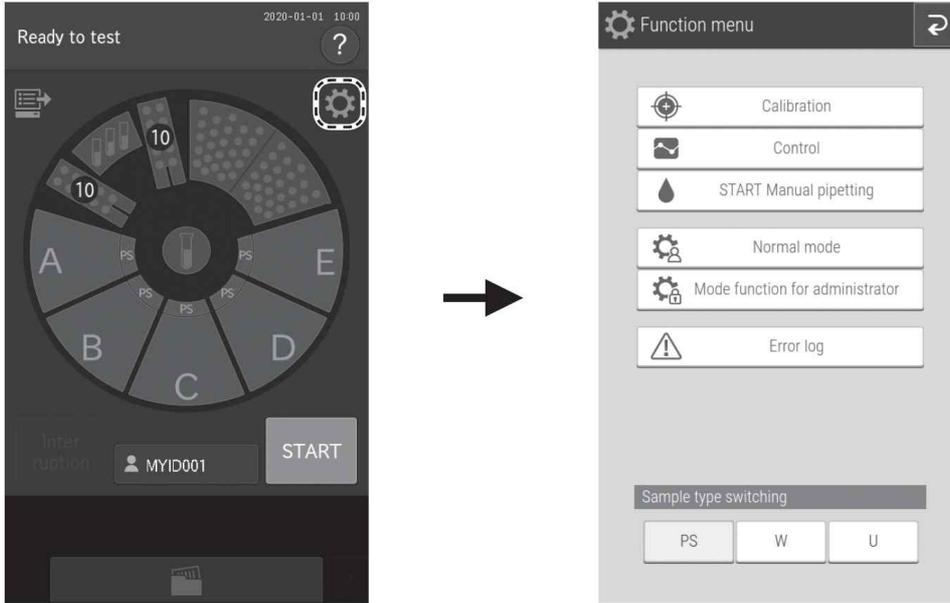 2020-01-01 10:00
Ready to test
?
10
10
A
E
PS
PS
PS
PS
PS
B
D
C
Inter
ruption
MYID001
START
Function menu
Calibration
Control
START Manual pipetting
Normal mode
Mode function for administrator
Error log
Sample type switching
PS
W
U